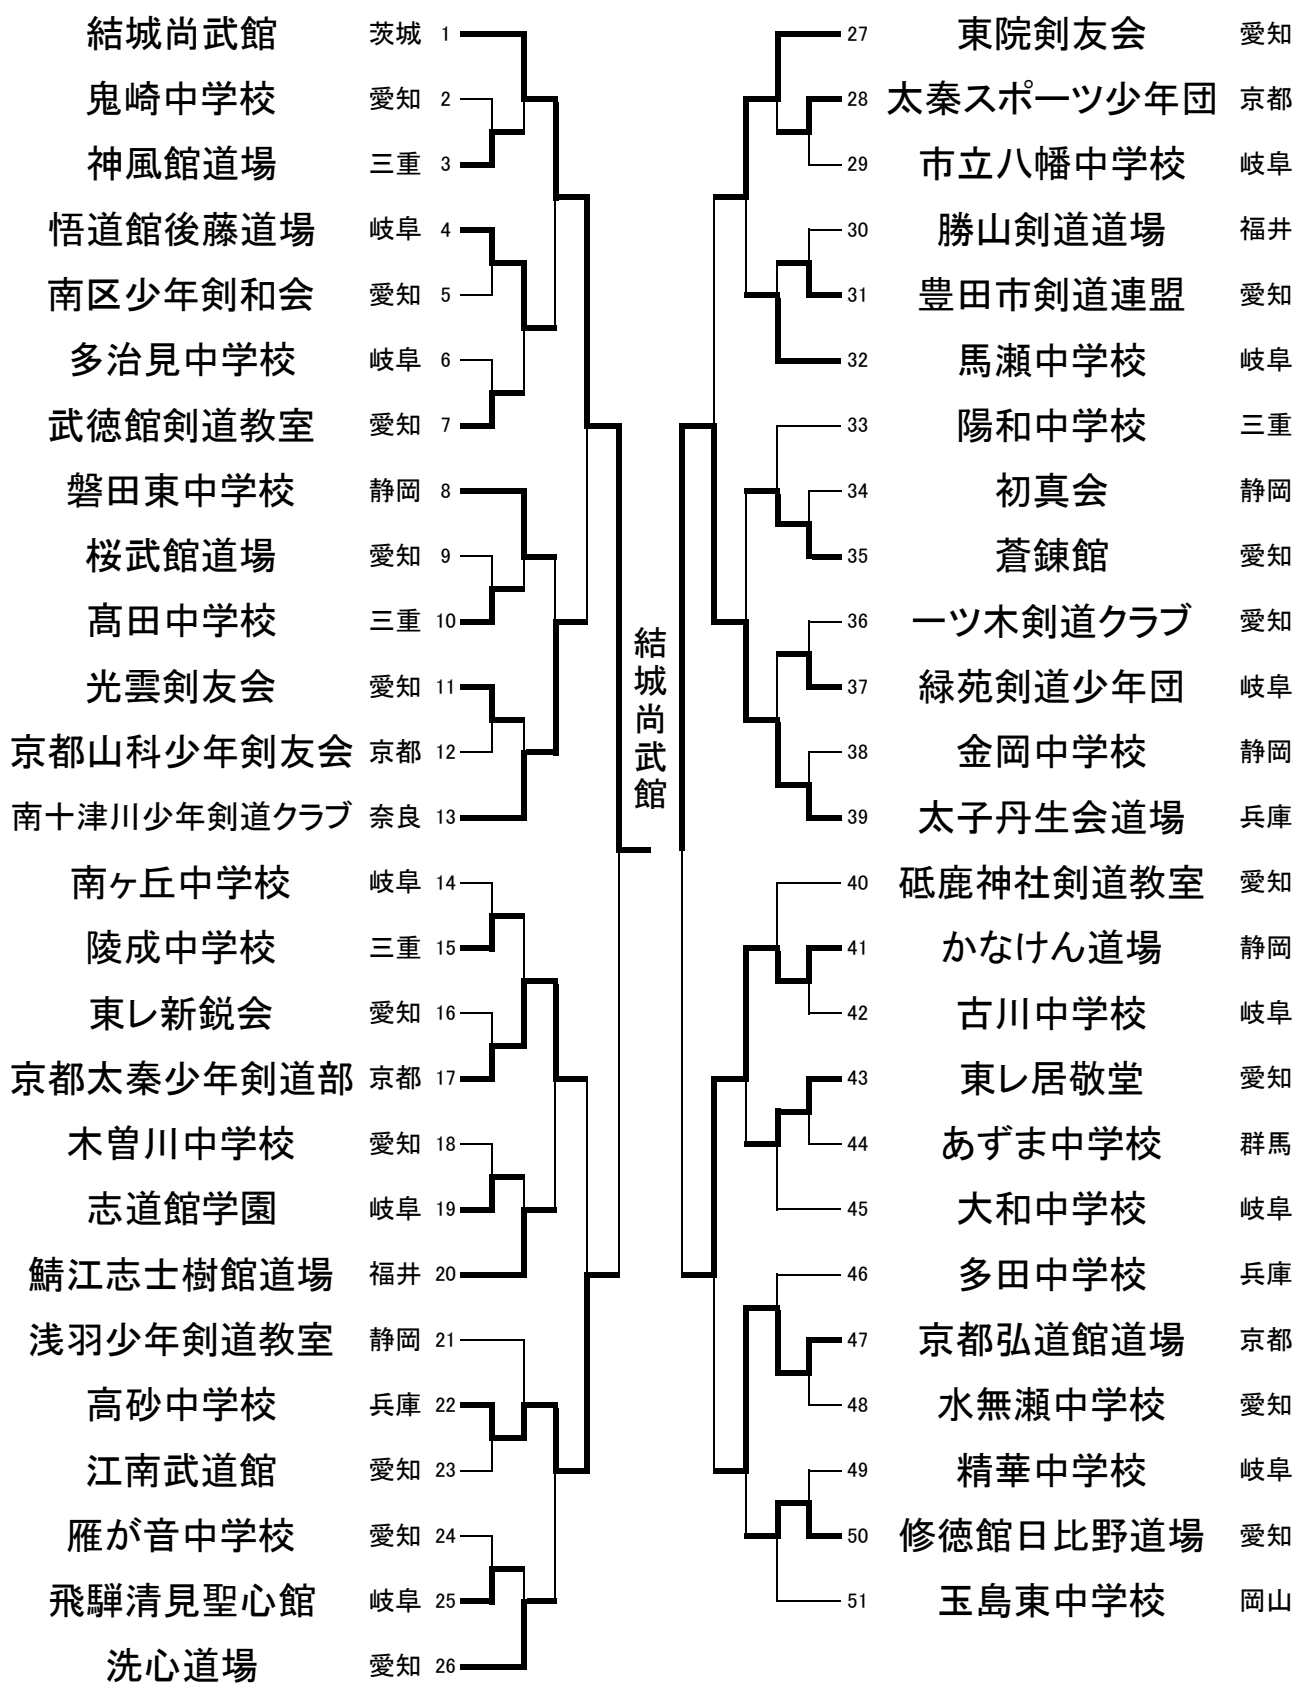 結城尚武館 茨城 1
鬼崎中学校 愛知 2
神風館道場 三重 3
悟道館後藤道場 岐阜 4
南区少年剣和会 愛知 5
多治見中学校 岐阜 6
武徳館剣道教室 愛知 7
磐田東中学校 静岡 8
桜武館道場 愛知 9
髙田中学校 三重 10
光雲剣友会 愛知 11
京都山科少年剣友会 京都 12
南十津川少年剣道クラブ 奈良 13
南ヶ丘中学校 岐阜 14
陵成中学校 三重 15
東レ新鋭会 愛知 16
京都太秦少年剣道部 京都 17
木曽川中学校 愛知 18
志道館学園 岐阜 19
鯖江志士樹館道場 福井 20
浅羽少年剣道教室 静岡 21
高砂中学校 兵庫 22
江南武道館 愛知 23
雁が音中学校 愛知 24
飛騨清見聖心館 岐阜 25
洗心道場 愛知 26
結城尚武館
27 東院剣友会 愛知
28 太秦スポーツ少年団 京都
29 市立八幡中学校 岐阜
30 勝山剣道道場 福井
31 豊田市剣道連盟 愛知
32 馬瀬中学校 岐阜
33 陽和中学校 三重
34 初真会 静岡
35 蒼錬館 愛知
36 一ツ木剣道クラブ 愛知
37 緑苑剣道少年団 岐阜
38 金岡中学校 静岡
39 太子丹生会道場 兵庫
40 砥鹿神社剣道教室 愛知
41 かなけん道場 静岡
42 古川中学校 岐阜
43 東レ居敬堂 愛知
44 あずま中学校 群馬
45 大和中学校 岐阜
46 多田中学校 兵庫
47 京都弘道館道場 京都
48 水無瀬中学校 愛知
49 精華中学校 岐阜
50 修徳館日比野道場 愛知
51 玉島東中学校 岡山